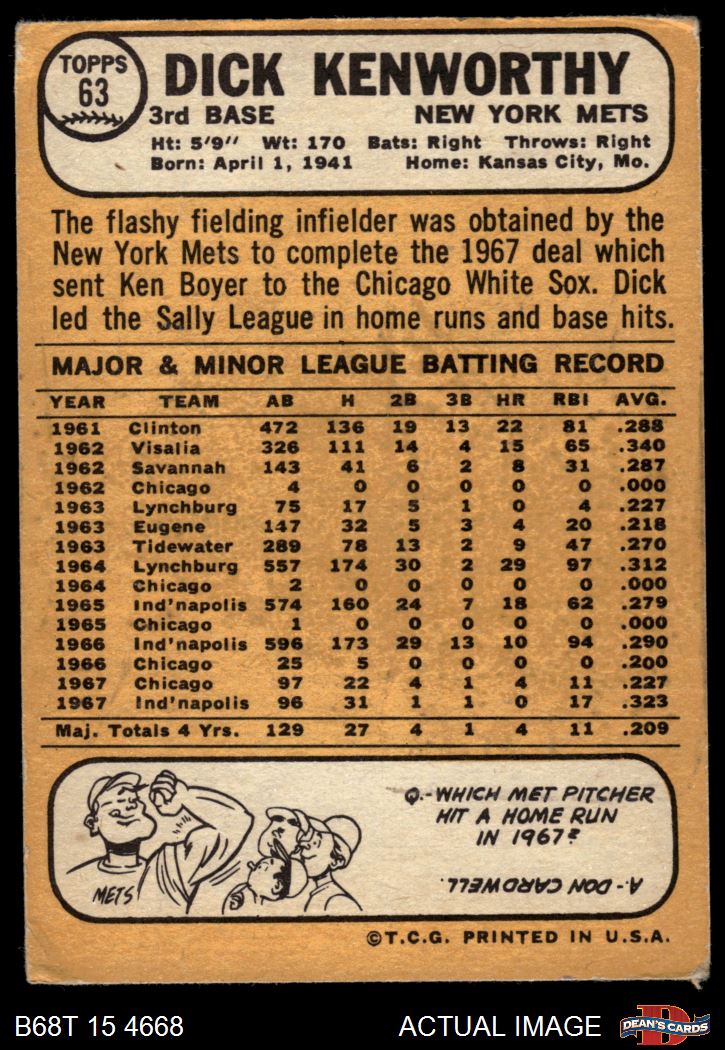 TOPPS
63
DICK KENWORTHY
3rd BASE NEW YORK METS
Ht: 5'9" Wt: 170 Bats: Right Throws: Right
Born: April 1, 1941 Home: Kansas City, Mo.
The flashy fielding infielder was obtained by the
New York Mets to complete the 1967 deal which
sent Ken Boyer to the Chicago White Sox. Dick
led the Sally League in home runs and base hits.
MAJOR & MINOR LEAGUE BATTING RECORD
YEAR TEAM AB H 2B 3B HR RBI AVG.
1961 Clinton 472 136 19 13 22 81 .288
1962 Visalia 326 111 14 4 15 65 .340
1962 Savannah 143 41 6 2 8 31 .287
1962 Chicago 4 0 0 0 0 0 .000
1963 Lynchburg 75 17 5 1 0 4 .227
1963 Eugene 147 32 5 3 4 20 .218
1963 Tidewater 289 78 13 2 9 47 .270
1964 Lynchburg 557 174 30 2 29 97 .312
1964 Chicago 2 0 0 0 0 0 .000
1965 Ind'napolis 574 160 24 7 18 62 .279
1965 Chicago 1 0 0 0 0 0 .000
1966 Ind'napolis 596 173 29 13 10 94 .290
1966 Chicago 25 5 0 0 0 0 .200
1967 Chicago 97 22 4 1 4 11 .227
1967 Ind'napolis 96 31 1 1 0 17 .323
Maj. Totals 4 Yrs. 129 27 4 1 4 11 .209
Q.-WHICH MET PITCHER
HIT A HOME RUN
IN 1967?
A.-DON CARDWELL.
METS
©T.C.G. PRINTED IN U.S.A.
B68T 15 4668 ACTUAL IMAGE DEAN'S CARDS